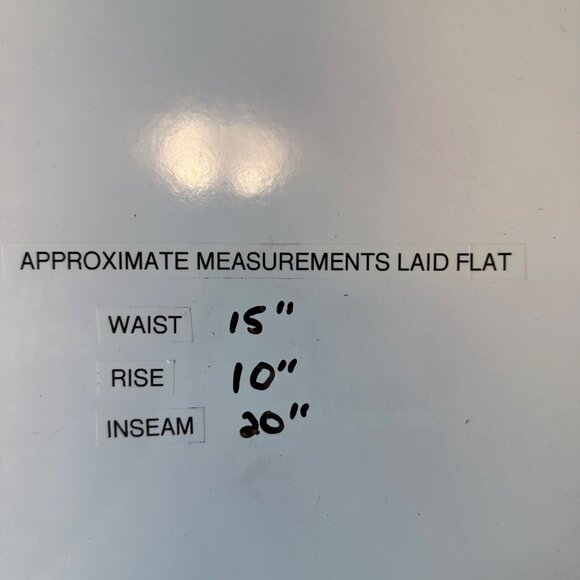 APPROXIMATE MEASUREMENTS LAID FLAT
WAIST 15"
RISE 10"
INSEAM 20"